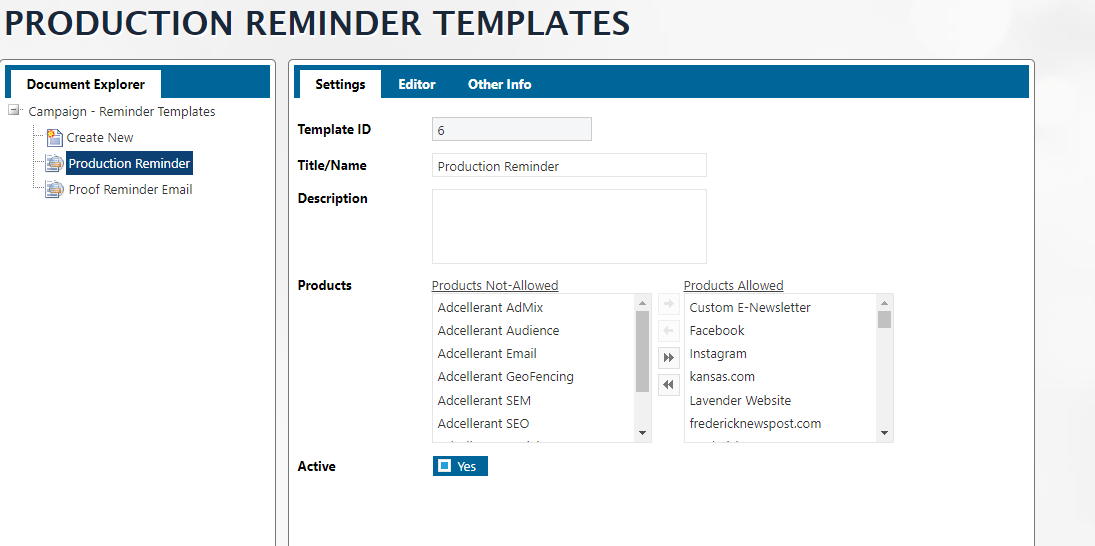 PRODUCTION REMINDER TEMPLATES
Document Explorer
Campaign - Reminder Templates
Create New
Production Reminder
Proof Reminder Email
Settings Editor Other Info
Template ID 6
Title/Name Production Reminder
Description
Products Products Not-Allowed Products Allowed
Adcellerant AdMix Custom E-Newsletter
Adcellerant Audience Facebook
Adcellerant Email Instagram
Adcellerant GeoFencing kansas.com
Adcellerant SEM Lavender Website
Adcellerant SEO fredericknewspost.com
Active Yes